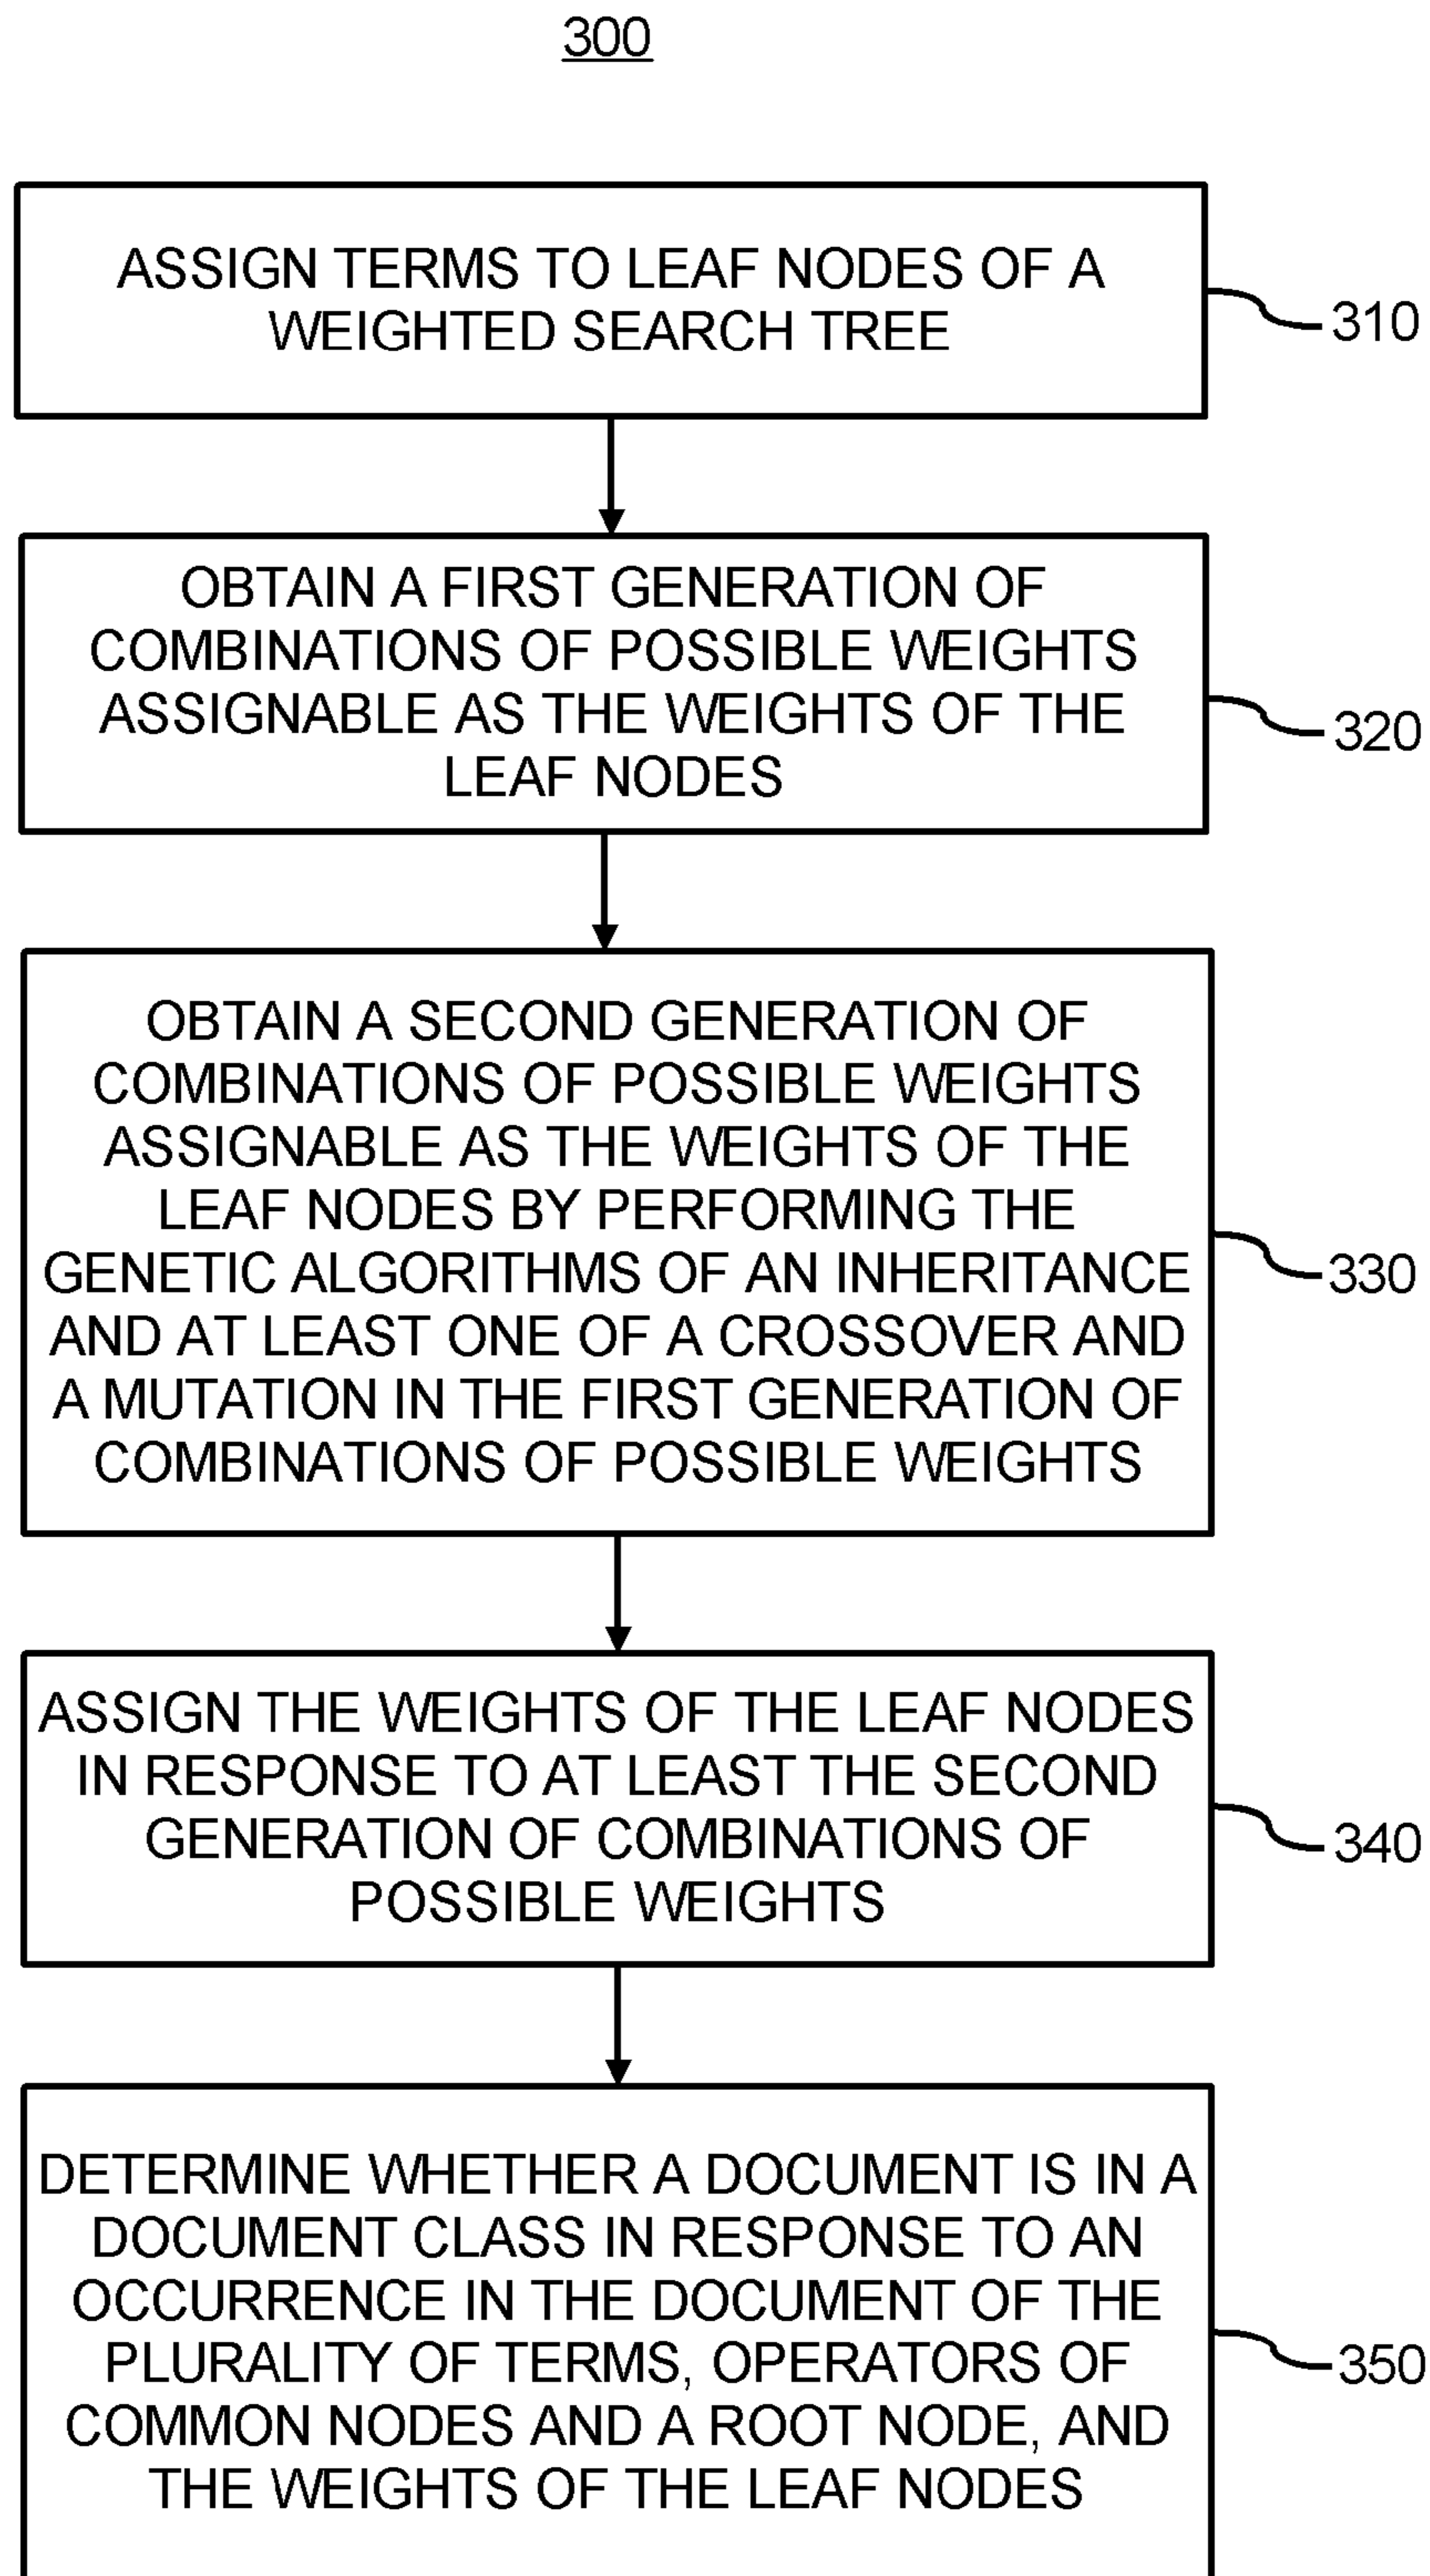 300
ASSIGN TERMS TO LEAF NODES OF A
WEIGHTED SEARCH TREE
310
OBTAIN A FIRST GENERATION OF
COMBINATIONS OF POSSIBLE WEIGHTS
ASSIGNABLE AS THE WEIGHTS OF THE
LEAF NODES
320
OBTAIN A SECOND GENERATION OF
COMBINATIONS OF POSSIBLE WEIGHTS
ASSIGNABLE AS THE WEIGHTS OF THE
LEAF NODES BY PERFORMING THE
GENETIC ALGORITHMS OF AN INHERITANCE
AND AT LEAST ONE OF A CROSSOVER AND
A MUTATION IN THE FIRST GENERATION OF
COMBINATIONS OF POSSIBLE WEIGHTS
330
ASSIGN THE WEIGHTS OF THE LEAF NODES
IN RESPONSE TO AT LEAST THE SECOND
GENERATION OF COMBINATIONS OF
POSSIBLE WEIGHTS
340
DETERMINE WHETHER A DOCUMENT IS IN A
DOCUMENT CLASS IN RESPONSE TO AN
OCCURRENCE IN THE DOCUMENT OF THE
PLURALITY OF TERMS, OPERATORS OF
COMMON NODES AND A ROOT NODE, AND
THE WEIGHTS OF THE LEAF NODES
350